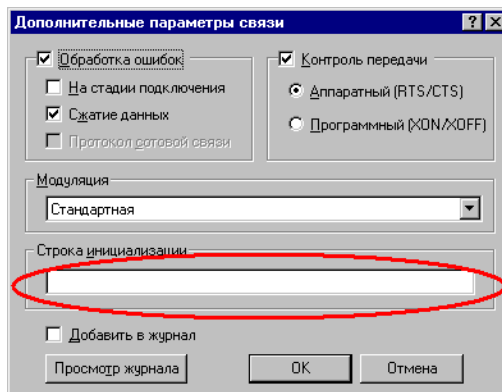 Дополнительные параметры связи
Обработка ошибок
На стадии подключения
Сжатие данных
Протокол сотовой связи
Контроль передачи
Аппаратный (RTS/CTS)
Программный (XON/XOFF)
Модуляция
Стандартная
Строка инициализации
Добавить в журнал
Просмотр журнала
OK
Отмена